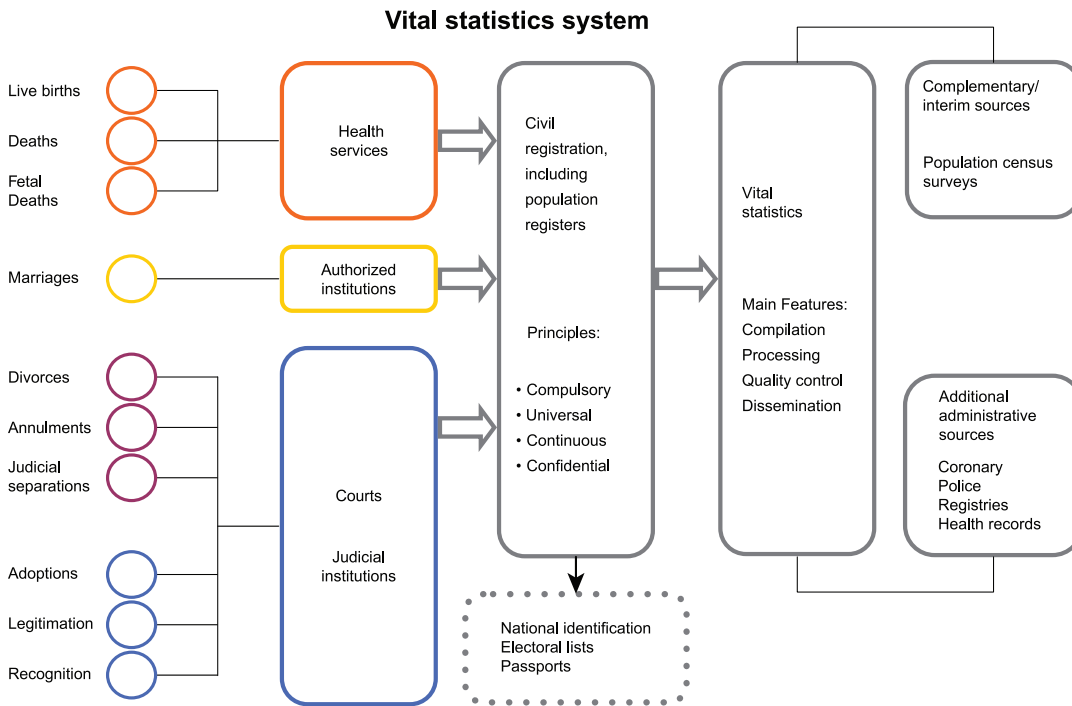 Vital statistics system
Live births
Deaths
Fetal
Deaths
Marriages
Divorces
Annulments
Judicial
separations
Adoptions
Legitimation
Recognition
Health
services
Authorized
institutions
Courts
Judicial
institutions
Civil
registration,
including
population
registers
Principles:
• Compulsory
• Universal
• Continuous
• Confidential
National identification
Electoral lists
Passports
Vital
statistics
Main Features:
Compilation
Processing
Quality control
Dissemination
Complementary/
interim sources
Population census
surveys
Additional
administrative
sources
Coronary
Police
Registries
Health records